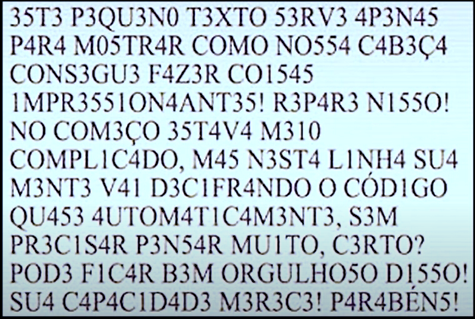 35T3 P3QU3N0 T3XTO 53RV3 4P3N45
P4R4 M05TR4R COMO NO554 C4B3Ç4
CONS3GU3 F4Z3R CO1545
1MPR3551ON4ANT35! R3P4R3 N155O!
NO COM3ÇO 35T4V4 M310
COMPL1C4DO, M45 N3ST4 L1NH4 SU4
M3NT3 V41 D3C1FR4NDO O CÓD1GO
QU453 4UTOM4T1C4M3NT3, S3M
PR3C1S4R P3N54R MU1TO, C3RTO?
POD3 F1C4R B3M ORGULHO5O D155O!
SU4 C4P4C1D4D3 M3R3C3! P4R4BÉN5!